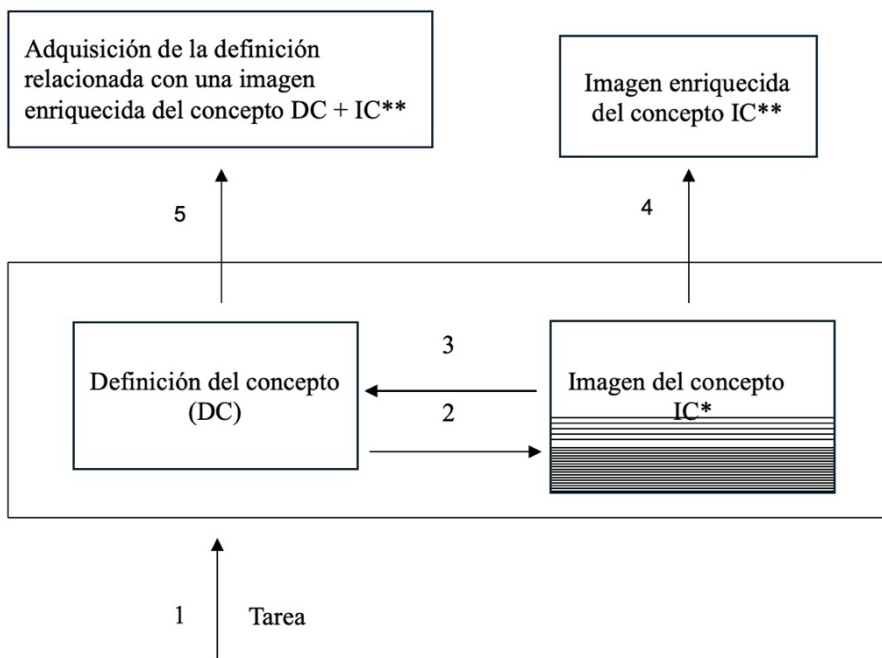 Adquisición de la definición
relacionada con una imagen
enriquecida del concepto DC + IC**
Imagen enriquecida
del concepto IC**
5
4
3
Definición del concepto
(DC)
2
Imagen del concepto
IC*
1
Tarea